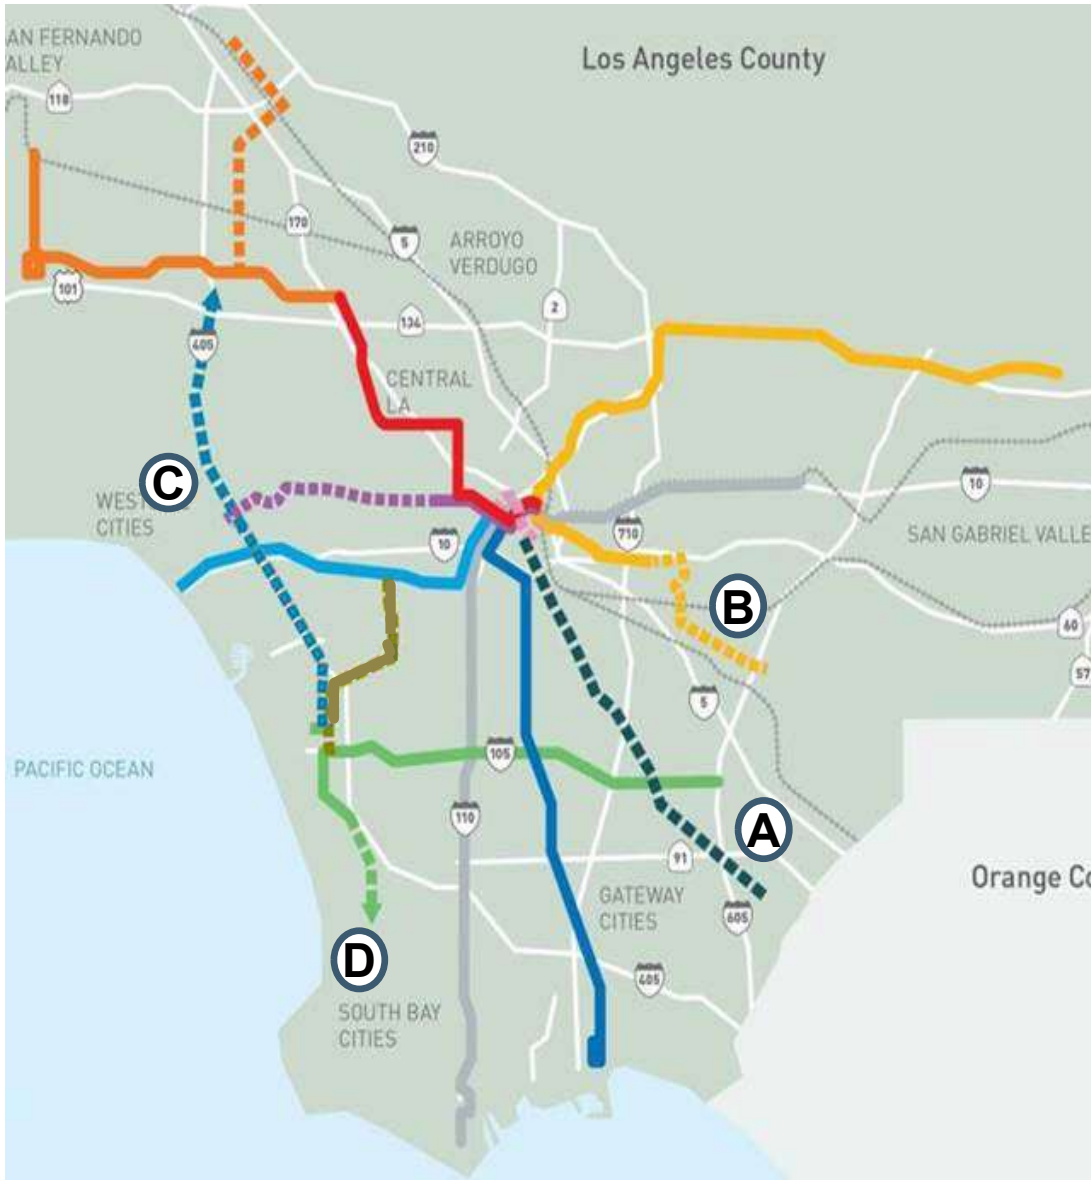 AN FERNANDO
ALLEY
Los Angeles County
118
210
170
5
ARROYO
VERDUGO
101
2
134
405
CENTRAL
LA
C
WEST
CITIES
10
10
710
SAN GABRIEL VALLE
B
60
57
5
PACIFIC OCEAN
105
110
A
91
Orange Co
GATEWAY
CITIES
605
D
405
SOUTH BAY
CITIES